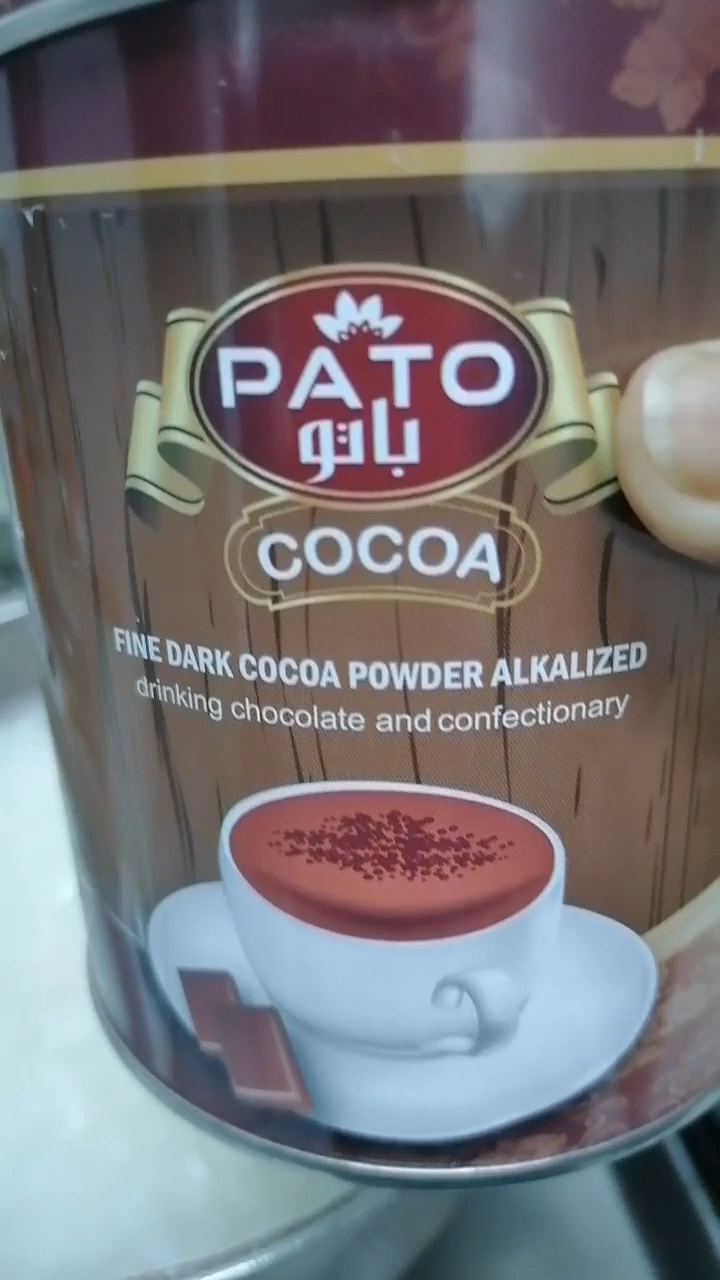 PATO
باتو
COCOA
FINE DARK COCOA POWDER ALKALIZED
drinking chocolate and confectionary